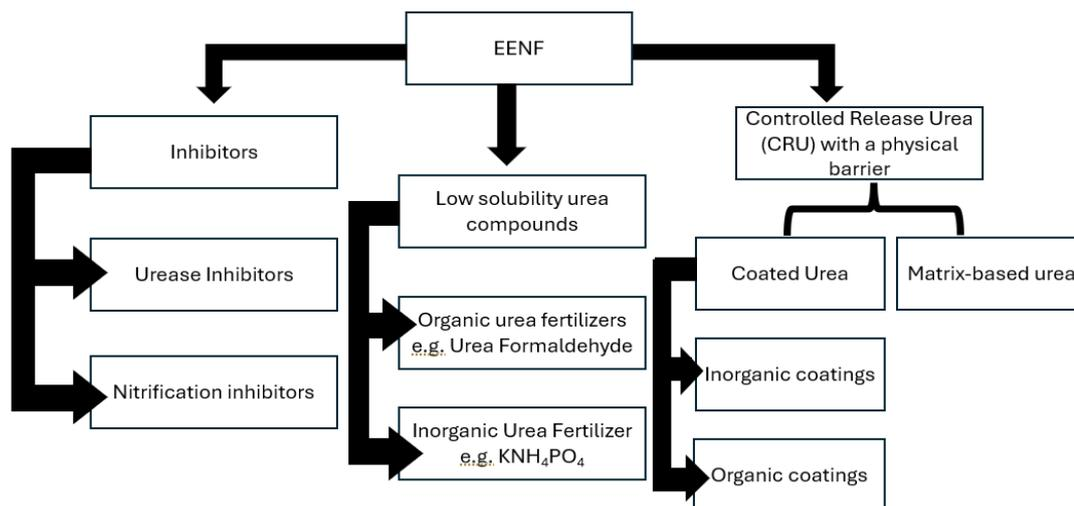 EENF
Inhibitors
Urease Inhibitors
Nitrification inhibitors
Low solubility urea
compounds
Organic urea fertilizers
e.g. Urea Formaldehyde
Inorganic Urea Fertilizer
e.g. KNH₄PO₄
Controlled Release Urea
(CRU) with a physical
barrier
Coated Urea
Matrix-based urea
Inorganic coatings
Organic coatings